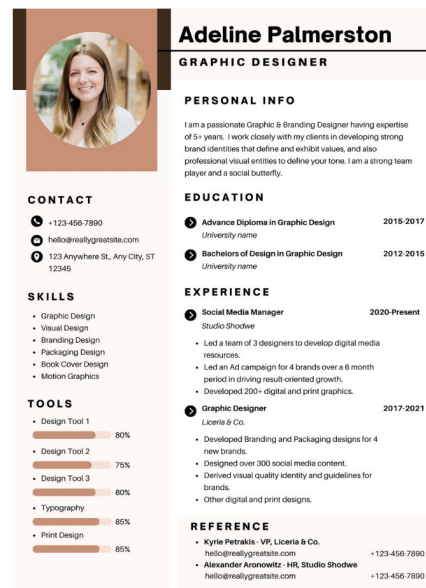 Adeline Palmerston
GRAPHIC DESIGNER
PERSONAL INFO
I am a passionate Graphic & Branding Designer having expertise
of 5+ years. I work closely with my clients in developing strong
brand identities that define and exhibit values, and also
professional visual entities to define your tone. I am a strong team
player and a social butterfly.
CONTACT
+123-456-7890
hello@reallygreatsite.com
123 Anywhere St., Any City, ST
12345
SKILLS
• Graphic Design
• Visual Design
• Branding Design
• Packaging Design
• Book Cover Design
• Motion Graphics
TOOLS
• Design Tool 1
80%
• Design Tool 2
75%
• Design Tool 3
80%
• Typography
85%
• Print Design
85%
EDUCATION
Advance Diploma in Graphic Design 2015-2017
University name
Bachelors of Design in Graphic Design 2012-2015
University name
EXPERIENCE
Social Media Manager 2020-Present
Studio Shodwe
• Led a team of 3 designers to develop digital media
resources.
• Led an Ad campaign for 4 brands over a 6 month
period in driving result-oriented growth.
• Developed 200+ digital and print graphics.
Graphic Designer 2017-2021
Liceria & Co.
• Developed Branding and Packaging designs for 4
new brands.
• Designed over 300 social media content.
• Derived visual quality identity and guidelines for
brands.
• Other digital and print designs.
REFERENCE
• Kyrie Petrakis - VP, Liceria & Co.
hello@reallygreatsite.com +123-456-7890
• Alexander Aronowitz - HR, Studio Shodwe
hello@reallygreatsite.com +123-456-7890